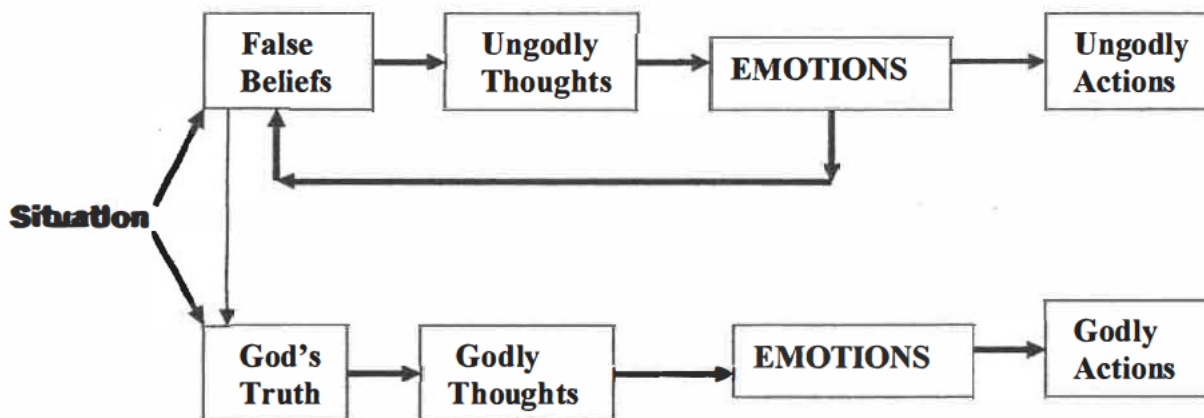 False
Beliefs
Ungodly
Thoughts
EMOTIONS
Ungodly
Actions
Situation
God's
Truth
Godly
Thoughts
EMOTIONS
Godly
Actions